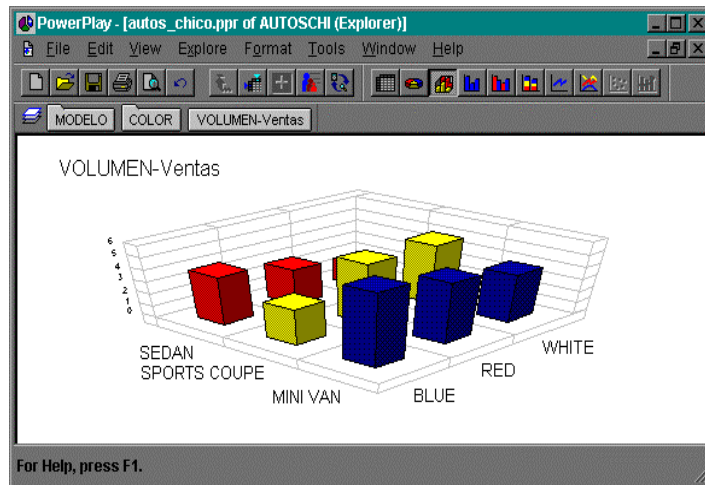 PowerPlay - [autos_chico.ppr of AUTOSCHI (Explorer)]
File Edit View Explore Format Tools Window Help
MODELO COLOR VOLUMEN-Ventas
VOLUMEN-Ventas
6
5
4
3
2
1
0
SEDAN
SPORTS COUPE
MINI VAN
BLUE
RED
WHITE
For Help, press F1.